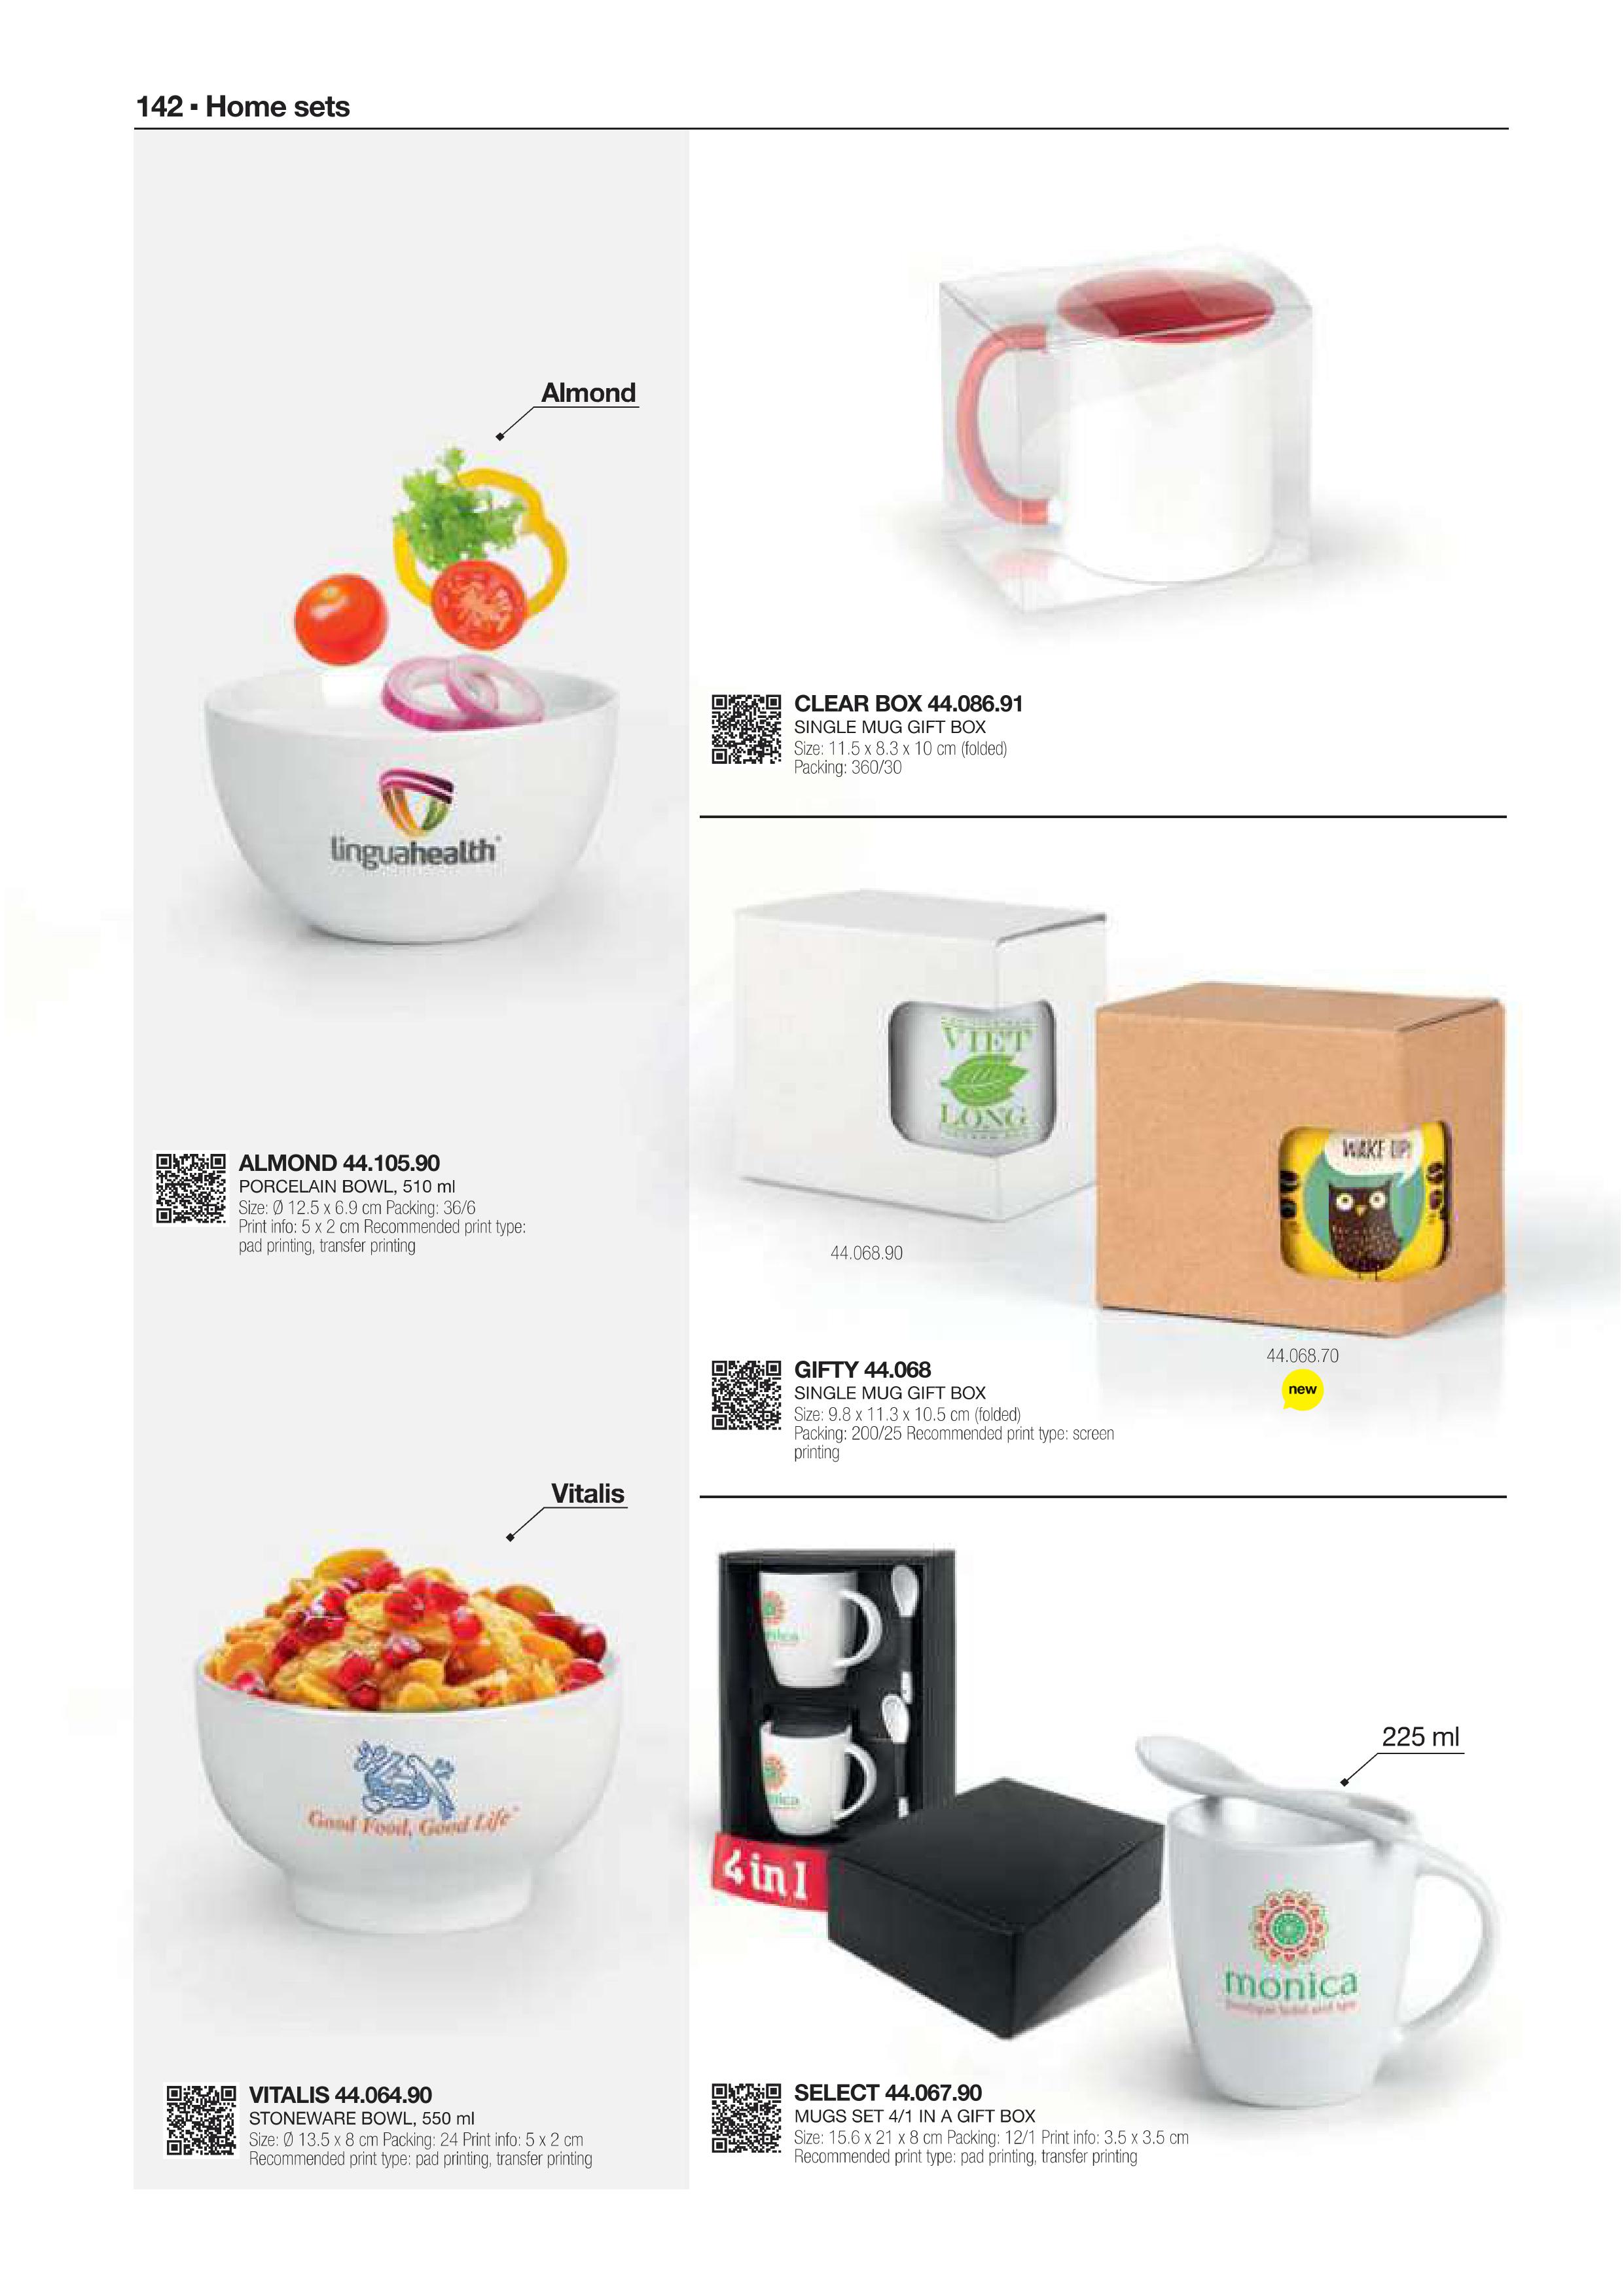 142 ▪ Home sets
Almond
linguahealth
ALMOND 44.105.90
PORCELAIN BOWL, 510 ml
Size: Ø 12.5 x 6.9 cm Packing: 36/6
Print info: 5 x 2 cm Recommended print type:
pad printing, transfer printing
Vitalis
Good Food, Good Life
VITALIS 44.064.90
STONEWARE BOWL, 550 ml
Size: Ø 13.5 x 8 cm Packing: 24 Print info: 5 x 2 cm
Recommended print type: pad printing, transfer printing
CLEAR BOX 44.086.91
SINGLE MUG GIFT BOX
Size: 11.5 x 8.3 x 10 cm (folded)
Packing: 360/30
VIET
LONG
WAKE UP!
44.068.90
44.068.70
new
GIFTY 44.068
SINGLE MUG GIFT BOX
Size: 9.8 x 11.3 x 10.5 cm (folded)
Packing: 200/25 Recommended print type: screen
printing
4 in 1
225 ml
monica
boutique hotel and spa
SELECT 44.067.90
MUGS SET 4/1 IN A GIFT BOX
Size: 15.6 x 21 x 8 cm Packing: 12/1 Print info: 3.5 x 3.5 cm
Recommended print type: pad printing, transfer printing